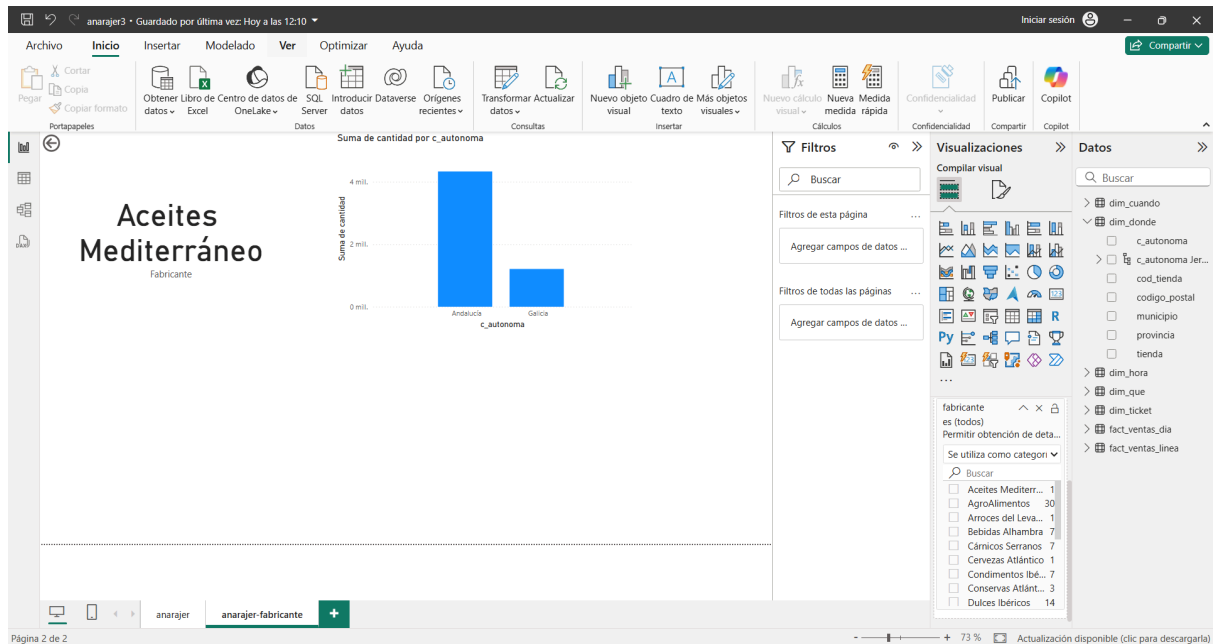 anarajer3 • Guardado por última vez: Hoy a las 12:10
Iniciar sesión
Archivo Inicio Insertar Modelado Ver Optimizar Ayuda
Compartir
Pegar
Cortar
Copia
Copiar formato
Portapapeles
Obtener datos
Libro de Excel
Centro de datos de OneLake
SQL Server
Introducir datos
Dataverse
Orígenes recientes
Datos
Transformar datos
Actualizar
Consultas
Nuevo objeto visual
Cuadro de texto
Más objetos visuales
Insertar
Nuevo cálculo visual
Nueva medida
Medida rápida
Cálculos
Confidencialidad
Confidencialidad
Publicar
Compartir
Copilot
Copilot
Aceites
Mediterráneo
Fabricante
Suma de cantidad por c_autonoma
Suma de cantidad
4 mil.
2 mil.
0 mil.
Andalucía
Galicia
c_autonoma
Filtros
Buscar
Filtros de esta página ...
Agregar campos de datos ...
Filtros de todas las páginas ...
Agregar campos de datos ...
Visualizaciones
Compilar visual
123
R
Py
...
fabricante
es (todos)
Permitir obtención de deta...
Se utiliza como categorí
Buscar
Aceites Mediterr... 1
AgroAlimentos 30
Arroces del Leva... 1
Bebidas Alhambra 7
Cárnicos Serranos 7
Cervezas Atlántico 1
Condimentos Ibé... 7
Conservas Atlánt... 3
Dulces Ibéricos 14
Datos
Buscar
dim_cuando
dim_donde
c_autonoma
c_autonoma Jer...
cod_tienda
codigo_postal
municipio
provincia
tienda
dim_hora
dim_que
dim_ticket
fact_ventas_dia
fact_ventas_linea
anarajer
anarajer-fabricante
+
Página 2 de 2
- + 73 %
Actualización disponible (clic para descargarla)